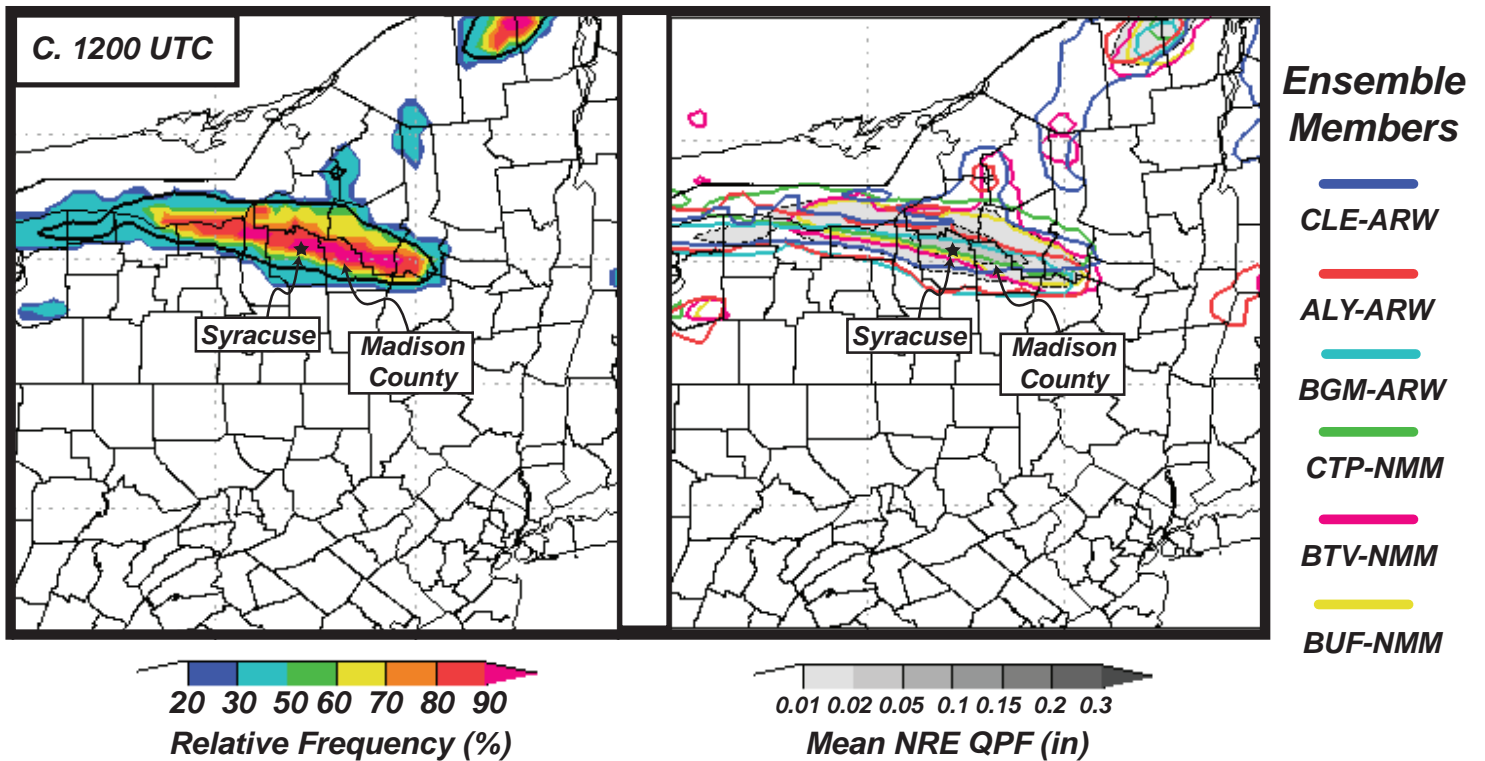 C. 1200 UTC
Syracuse
Madison
County
Syracuse
Madison
County
Ensemble
Members
CLE-ARW
ALY-ARW
BGM-ARW
CTP-NMM
BTV-NMM
BUF-NMM
20 30 50 60 70 80 90
Relative Frequency (%)
0.01 0.02 0.05 0.1 0.15 0.2 0.3
Mean NRE QPF (in)